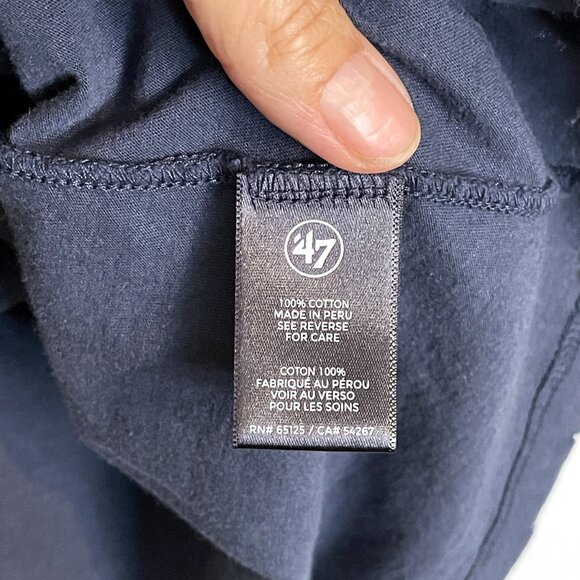 '47
100% COTTON
MADE IN PERU
SEE REVERSE
FOR CARE
COTON 100%
FABRIQUÉ AU PÉROU
VOIR AU VERSO
POUR LES SOINS
RN# 65125 / CA# 54267